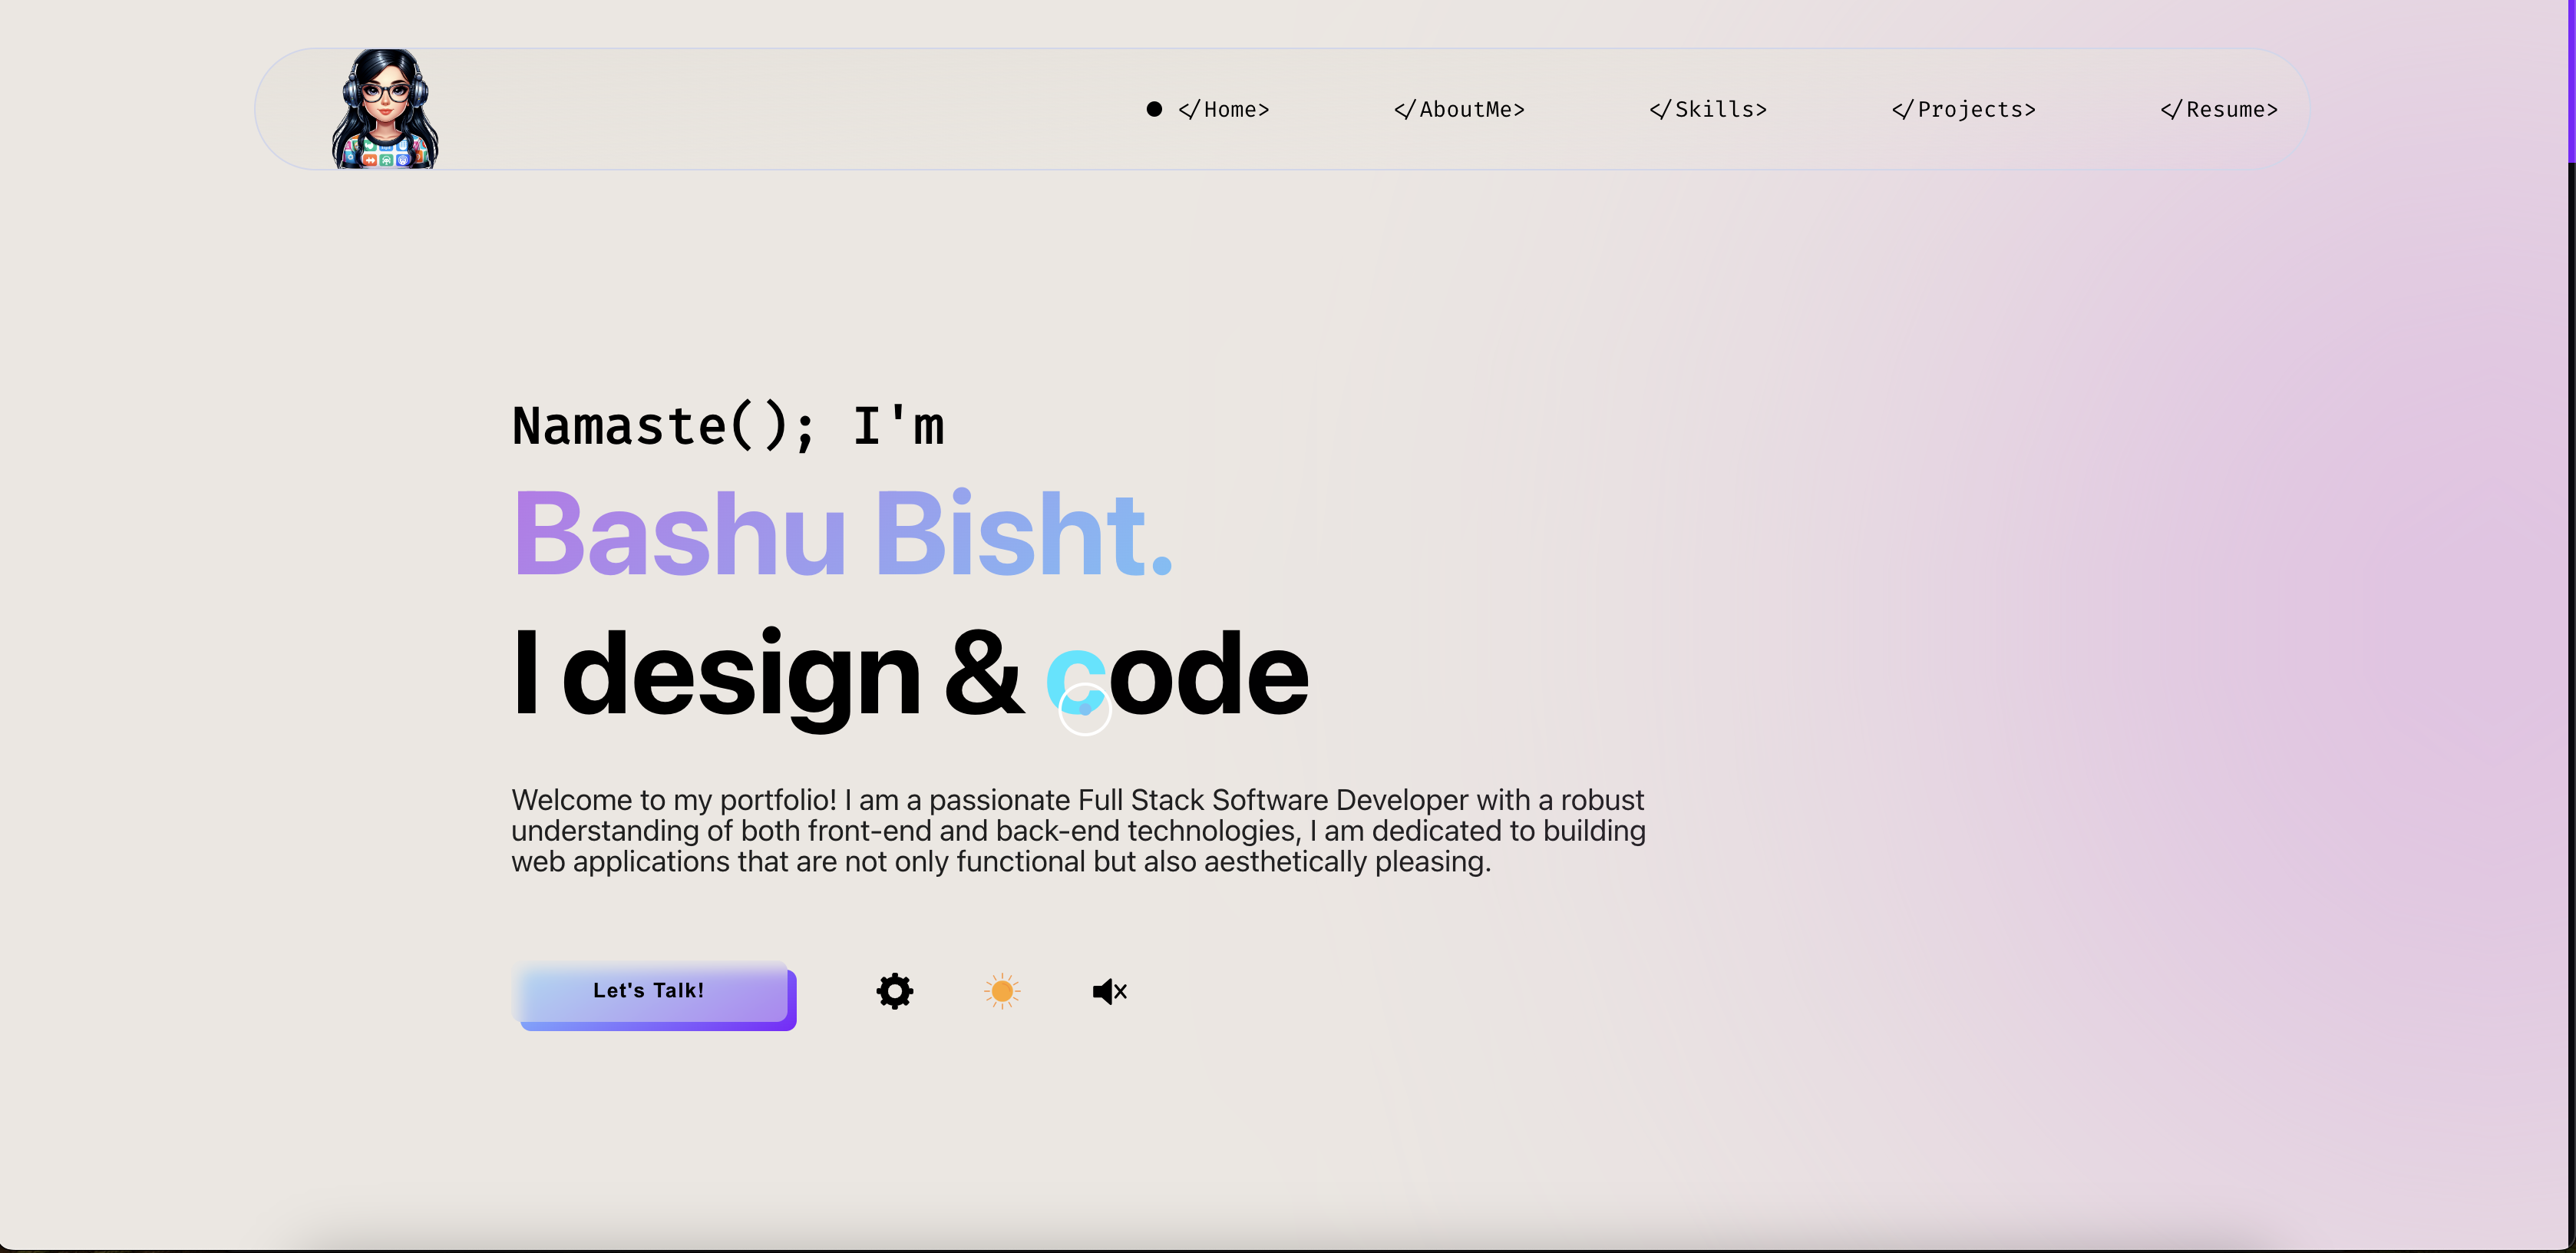 </Home>
</AboutMe>
</Skills>
</Projects>
</Resume>
Namaste(); I'm
Bashu Bisht.
I design & code
Welcome to my portfolio! I am a passionate Full Stack Software Developer with a robust
understanding of both front-end and back-end technologies, I am dedicated to building
web applications that are not only functional but also aesthetically pleasing.
Let's Talk!